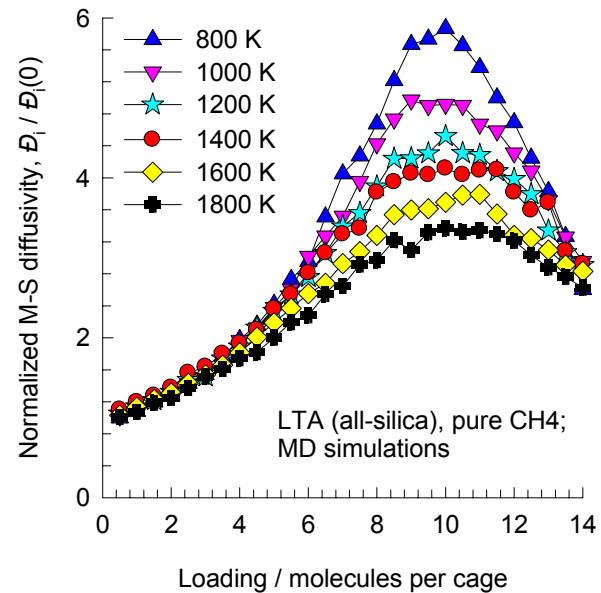 6
4
2
0
Normalized M-S diffusivity, Đi / Đi(0)
800 K
1000 K
1200 K
1400 K
1600 K
1800 K
LTA (all-silica), pure CH4;
MD simulations
0 2 4 6 8 10 12 14
Loading / molecules per cage